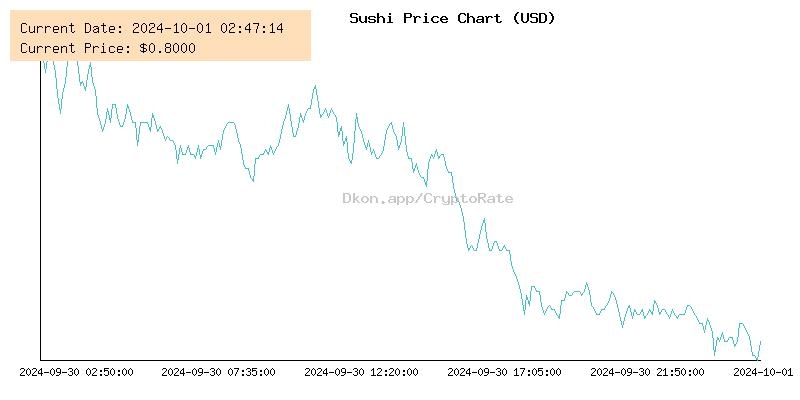 Sushi Price Chart (USD)
Current Date: 2024-10-01 02:47:14
Current Price: $0.8000
Dkon.app/CryptoRate
2024-09-30 02:50:00 2024-09-30 07:35:00 2024-09-30 12:20:00 2024-09-30 17:05:00 2024-09-30 21:50:00 2024-10-01